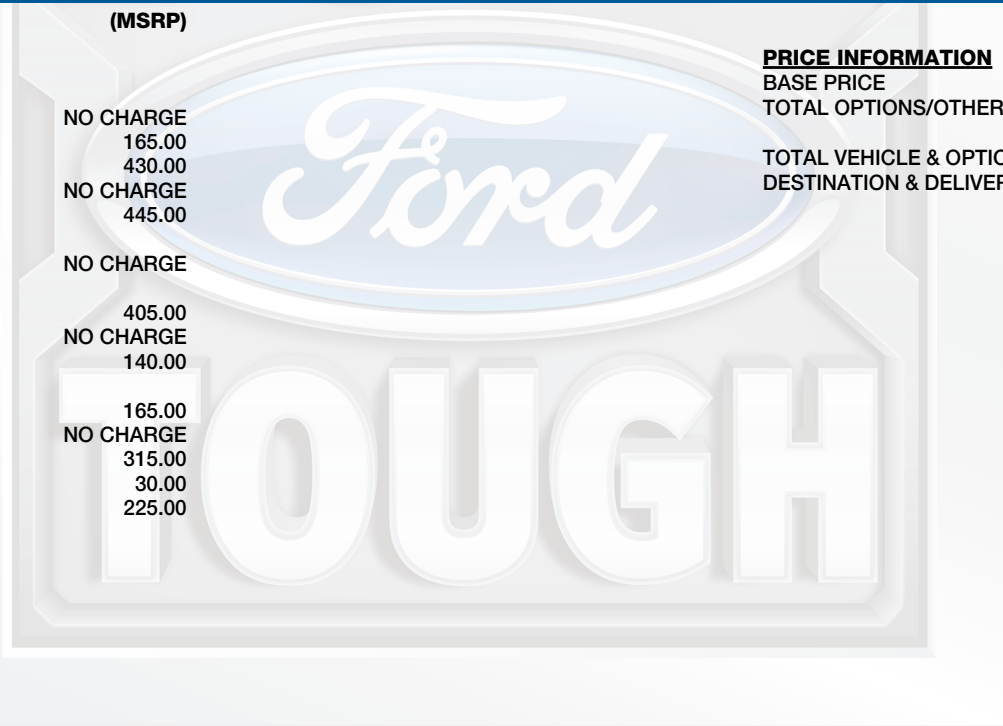 (MSRP)
NO CHARGE
165.00
430.00
NO CHARGE
445.00
NO CHARGE
405.00
NO CHARGE
140.00
165.00
NO CHARGE
315.00
30.00
225.00
PRICE INFORMATION
BASE PRICE
TOTAL OPTIONS/OTHER
TOTAL VEHICLE & OPTIO
DESTINATION & DELIVER
Ford
TOUGH